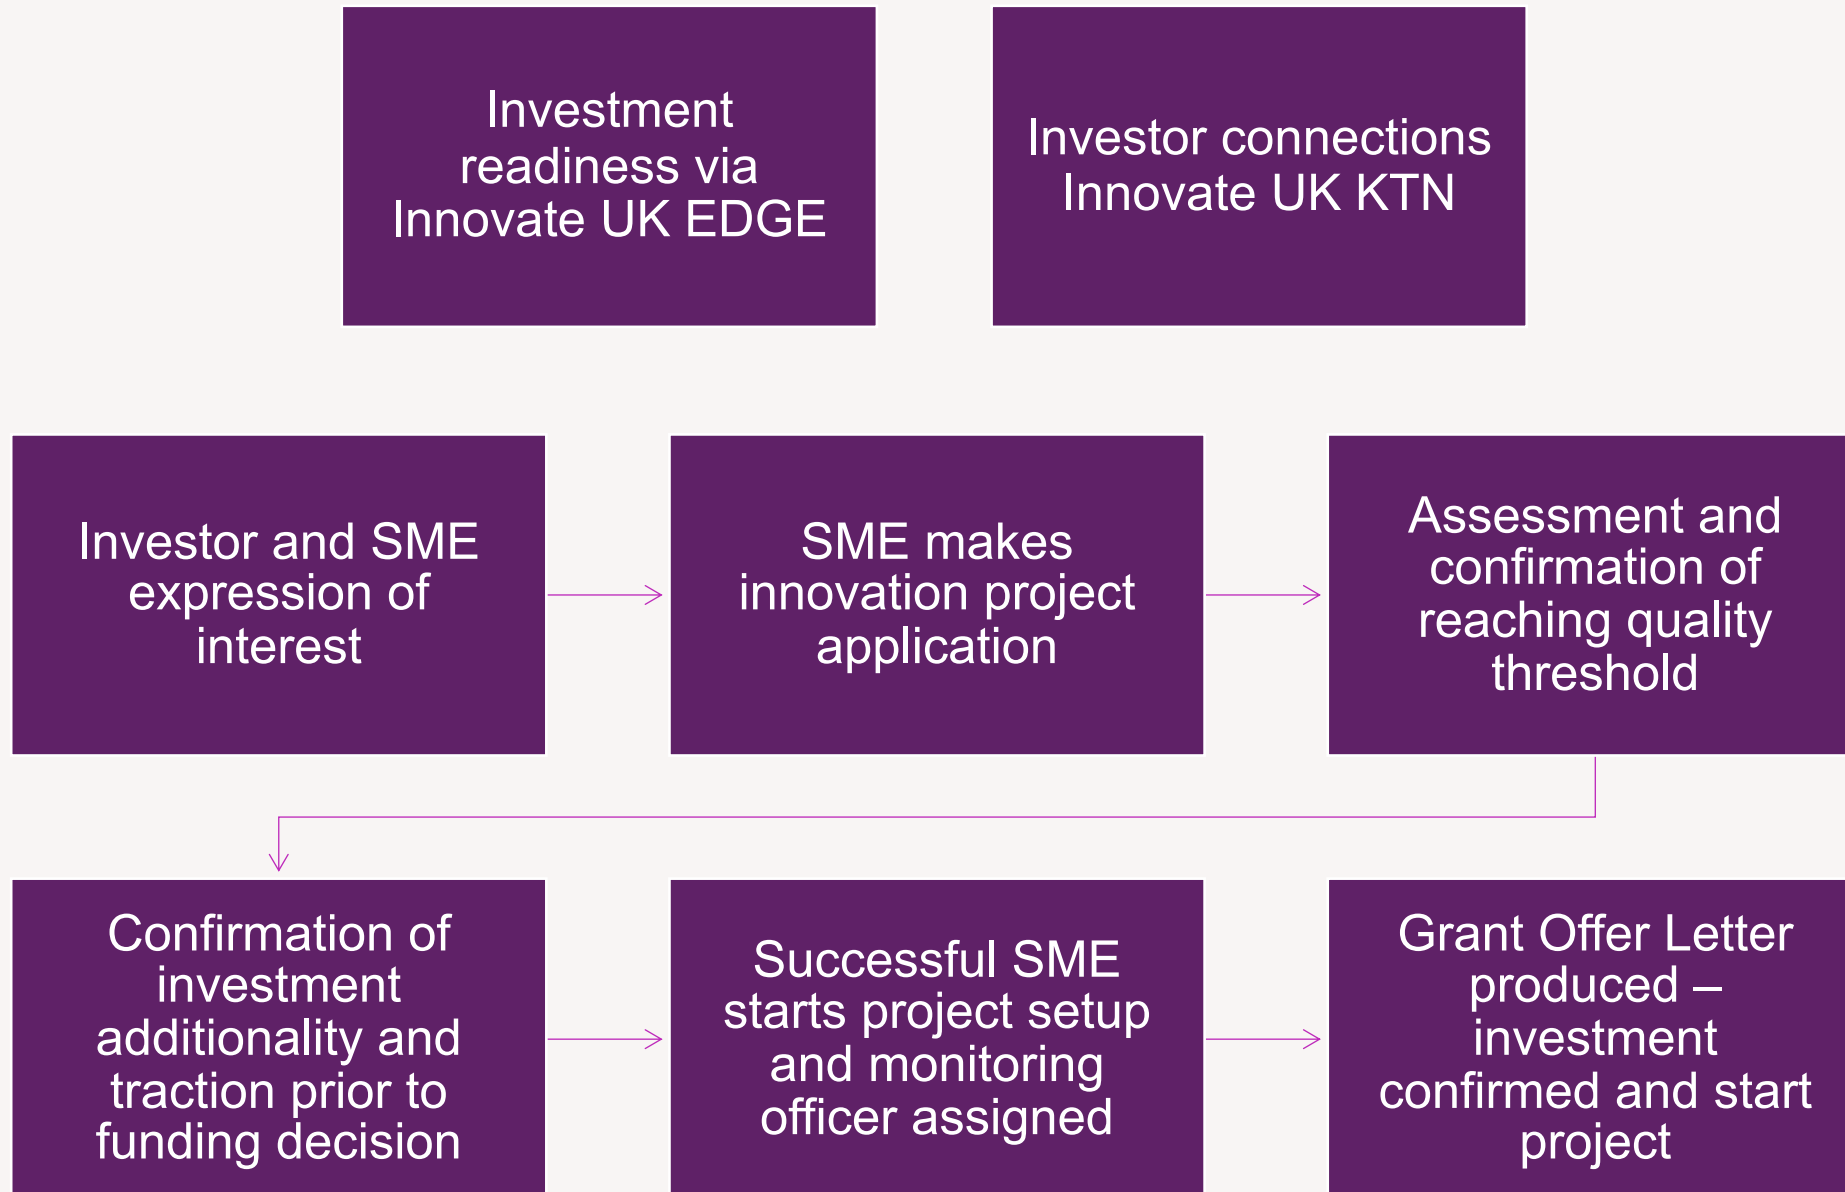 Investment
readiness via
Innovate UK EDGE
Investor connections
Innovate UK KTN
Investor and SME
expression of
interest
SME makes
innovation project
application
Assessment and
confirmation of
reaching quality
threshold
Confirmation of
investment
additionality and
traction prior to
funding decision
Successful SME
starts project setup
and monitoring
officer assigned
Grant Offer Letter
produced –
investment
confirmed and start
project